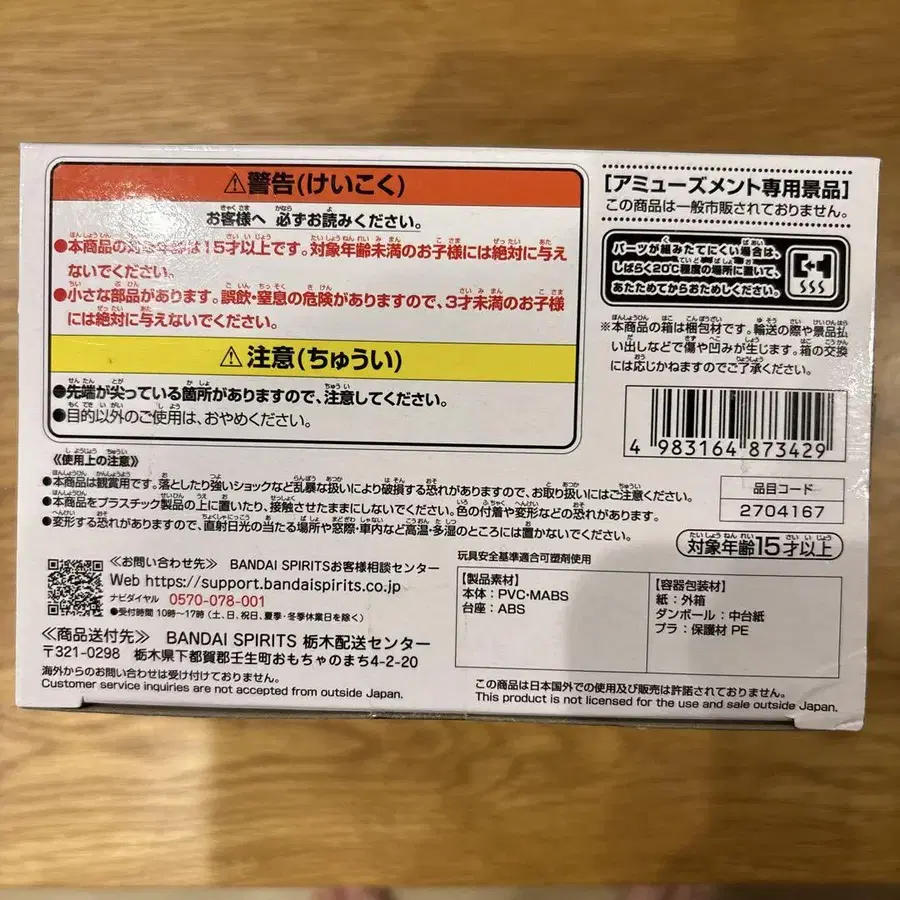 ⚠警告(けいこく)
お客様へ 必ずお読みください。
●本商品の対象年齢は15才以上です。対象年齢未満のお子様には絶対に与え
ないでください。
●小さな部品があります。誤飲・窒息の危険がありますので、3才未満のお子様
には絶対に与えないでください。
⚠注意(ちゅうい)
●先端が尖っている箇所がありますので、注意してください。
●目的以外のご使用は、おやめください。
[アミューズメント専用景品]
この商品は一般市販されておりません。
パーツが組みたてにくい場合は、
しばらく20℃程度の場所に置いて、
あたためてからおためしください。
※本商品の箱は梱包材です。輸送の際や景品払
い出しなどで傷や凹みが生じます。箱の交換
には応じかねますのでご了承ください。
4 983164 873429
品目コード
2704167
対象年齢15才以上
《使用上の注意》
●本商品は観賞用です。落としたり強いショックなど乱暴な扱いにより破損する恐れがありますので、お取り扱いにはご注意ください。
●本商品をプラスチック製品の上に置いたり、接触させたままにしないでください。色の付着や変形などの恐れがあります。
●変形する恐れがありますので、直射日光の当たる場所や窓際・車内など高温・多湿のところには置かないでください。
≪お問い合わせ先≫ BANDAI SPIRITSお客様相談センター
Web https://support.bandaispirits.co.jp
ナビダイヤル 0570-078-001
●受付時間 10時〜17時(土、日、祝日、夏季・冬季休業日を除く)
≪商品送付先≫ BANDAI SPIRITS 栃木配送センター
〒321-0298 栃木県下都賀郡壬生町おもちゃのまち4-2-20
海外からのお問い合わせは受け付けておりません。
Customer service inquiries are not accepted from outside Japan.
玩具安全基準適合可塑剤使用
【製品素材】
本体：PVC・MABS
台座：ABS
【容器包装材】
紙：外箱
ダンボール：中台紙
プラ：保護材 PE
この商品は日本国外での使用及び販売は許諾されておりません。
This product is not licensed for the use and sale outside Japan.